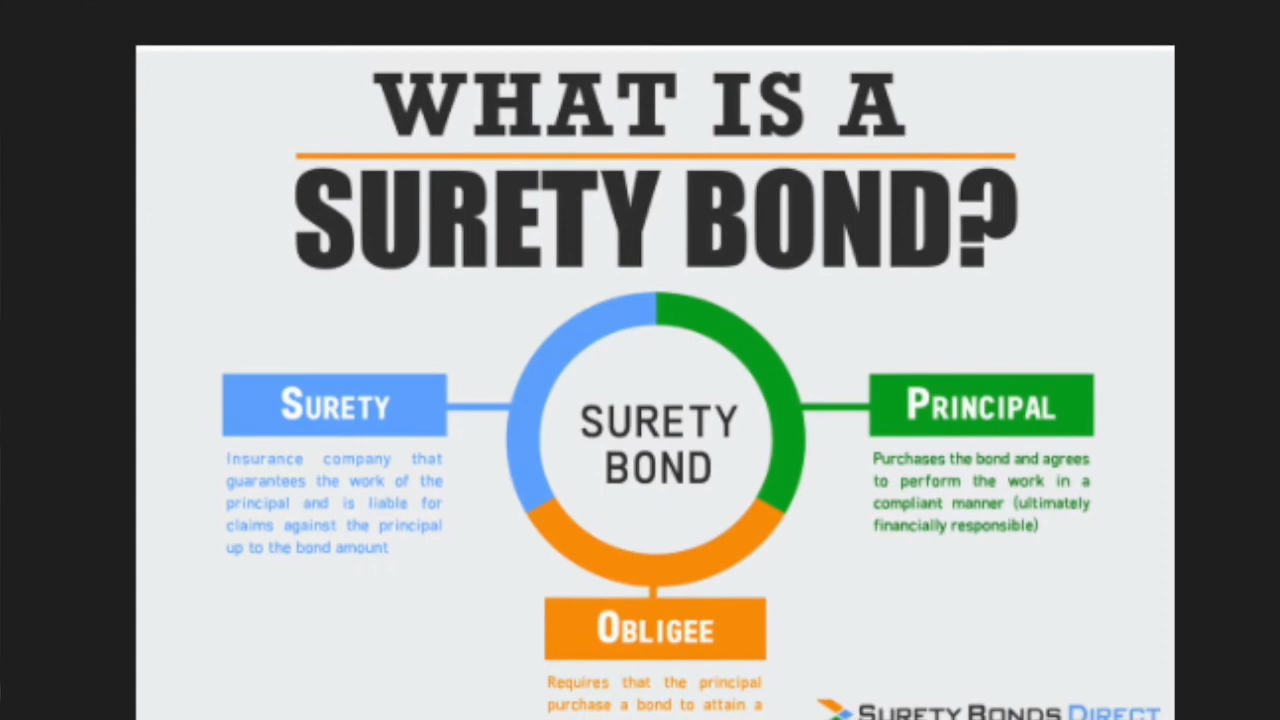 WHAT IS A
SURETY BOND?
SURETY
BOND
SURETY
Insurance company that
guarantees the work of the
principal and is liable for
claims against the principal
up to the bond amount
PRINCIPAL
Purchases the bond and agrees
to perform the work in a
compliant manner (ultimately
financially responsible)
OBLIGEE
Requires that the principal
purchase a bond to attain a
SURETY BONDS DIRECT